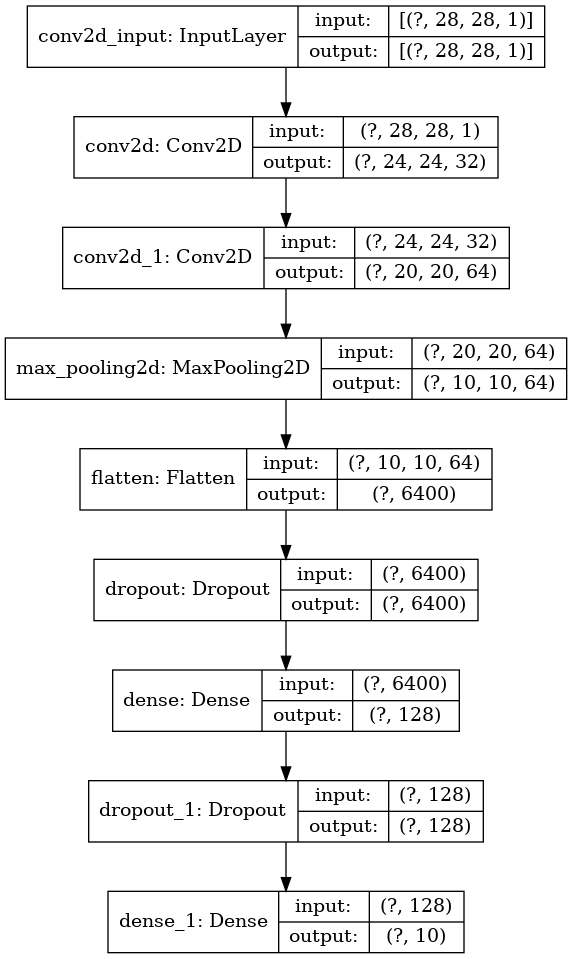 conv2d_input: InputLayer
input: [(?, 28, 28, 1)]
output: [(?, 28, 28, 1)]
conv2d: Conv2D
input: (?, 28, 28, 1)
output: (?, 24, 24, 32)
conv2d_1: Conv2D
input: (?, 24, 24, 32)
output: (?, 20, 20, 64)
max_pooling2d: MaxPooling2D
input: (?, 20, 20, 64)
output: (?, 10, 10, 64)
flatten: Flatten
input: (?, 10, 10, 64)
output: (?, 6400)
dropout: Dropout
input: (?, 6400)
output: (?, 6400)
dense: Dense
input: (?, 6400)
output: (?, 128)
dropout_1: Dropout
input: (?, 128)
output: (?, 128)
dense_1: Dense
input: (?, 128)
output: (?, 10)